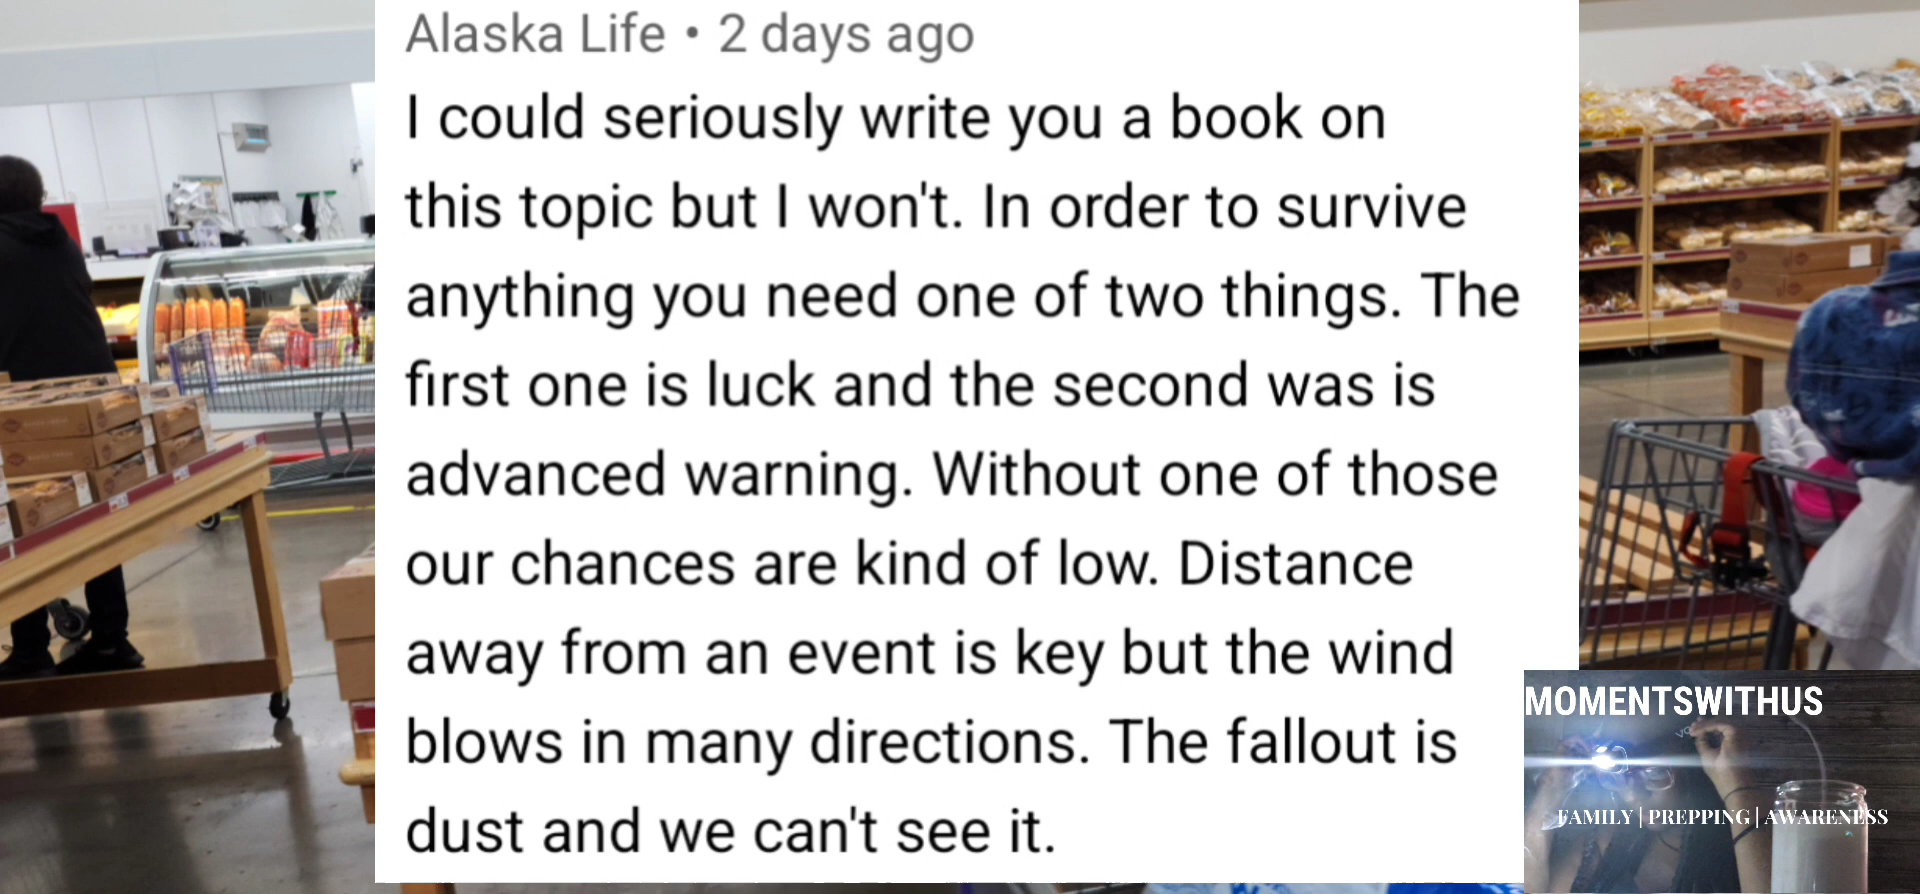 Alaska Life • 2 days ago
I could seriously write you a book on
this topic but I won't. In order to survive
anything you need one of two things. The
first one is luck and the second was is
advanced warning. Without one of those
our chances are kind of low. Distance
away from an event is key but the wind
blows in many directions. The fallout is
dust and we can't see it.
MOMENTSWITHUS
FAMILY | PREPPING | AWARENESS